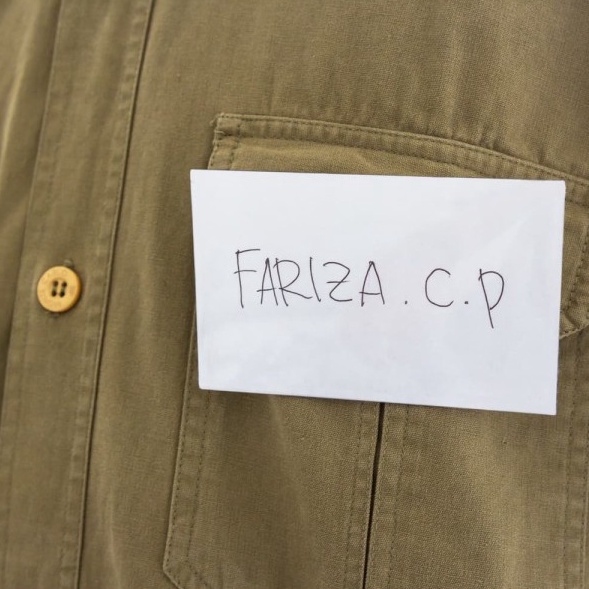 FARIZA . C . P